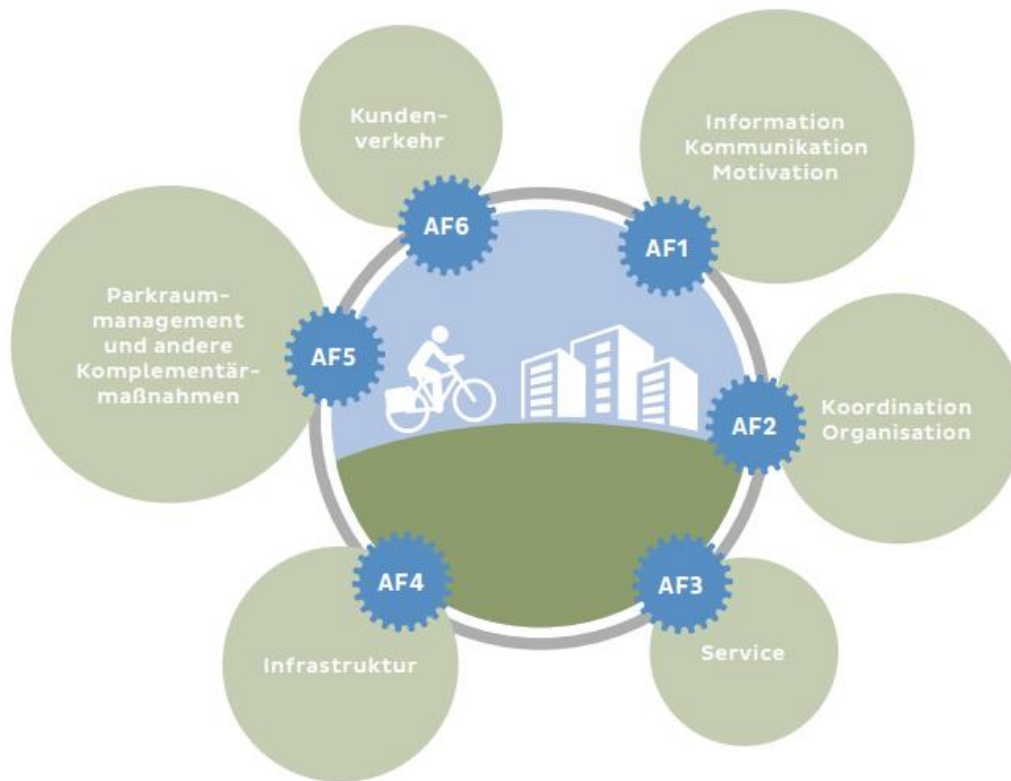 AF1
Information
Kommunikation
Motivation
AF2
Koordination
Organisation
AF3
Service
AF4
Infrastruktur
AF5
Parkraum-
management
und andere
Komplementär-
maßnahmen
AF6
Kunden-
verkehr